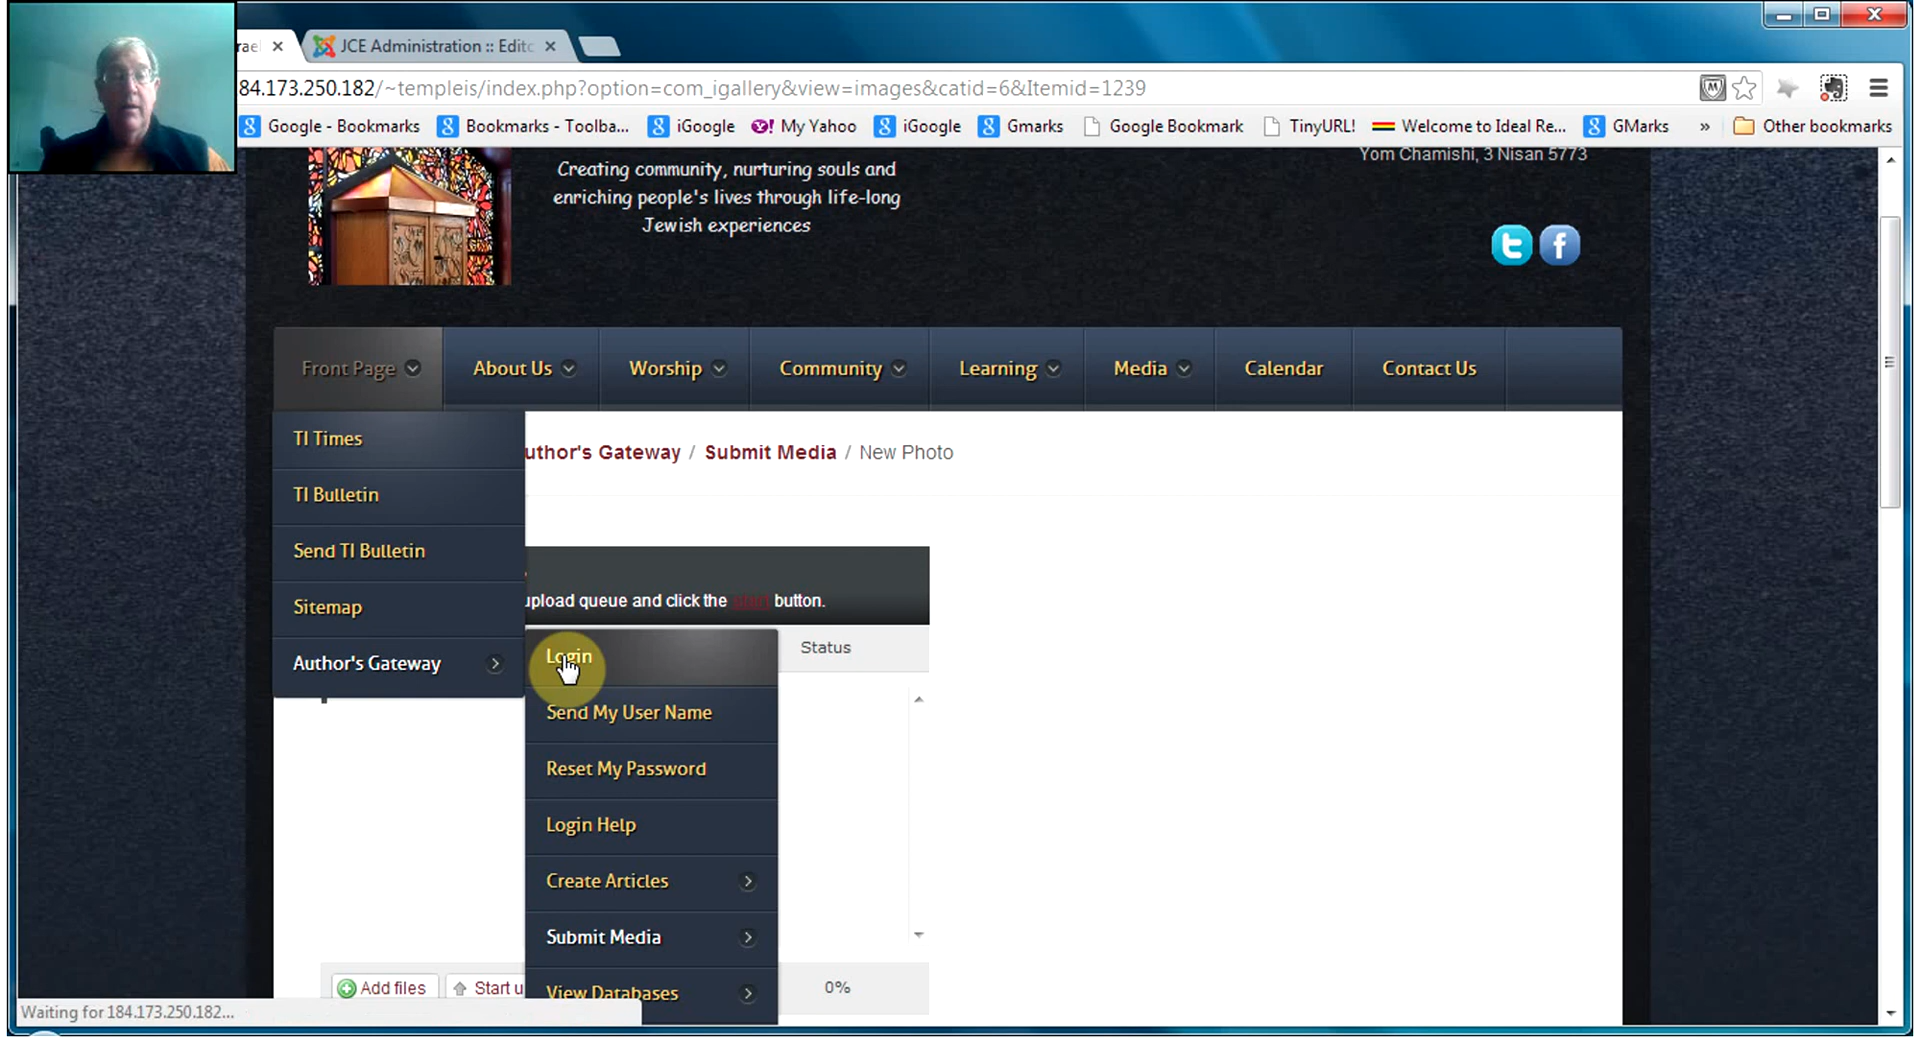 rael
JCE Administration :: Edito
84.173.250.182/~templeis/index.php?option=com_igallery&view=images&catid=6&Itemid=1239
Google - Bookmarks
Bookmarks - Toolba...
iGoogle
My Yahoo
iGoogle
Gmarks
Google Bookmark
TinyURL!
Welcome to Ideal Re...
GMarks
»
Other bookmarks
Creating community, nurturing souls and
enriching people's lives through life-long
Jewish experiences
Yom Chamishi, 3 Nisan 5773
Front Page
About Us
Worship
Community
Learning
Media
Calendar
Contact Us
TI Times
TI Bulletin
Send TI Bulletin
Sitemap
Author's Gateway
uthor's Gateway / Submit Media / New Photo
upload queue and click the start button.
Status
Login
Send My User Name
Reset My Password
Login Help
Create Articles
Submit Media
View Databases
Add files
Start u
0%
Waiting for 184.173.250.182...